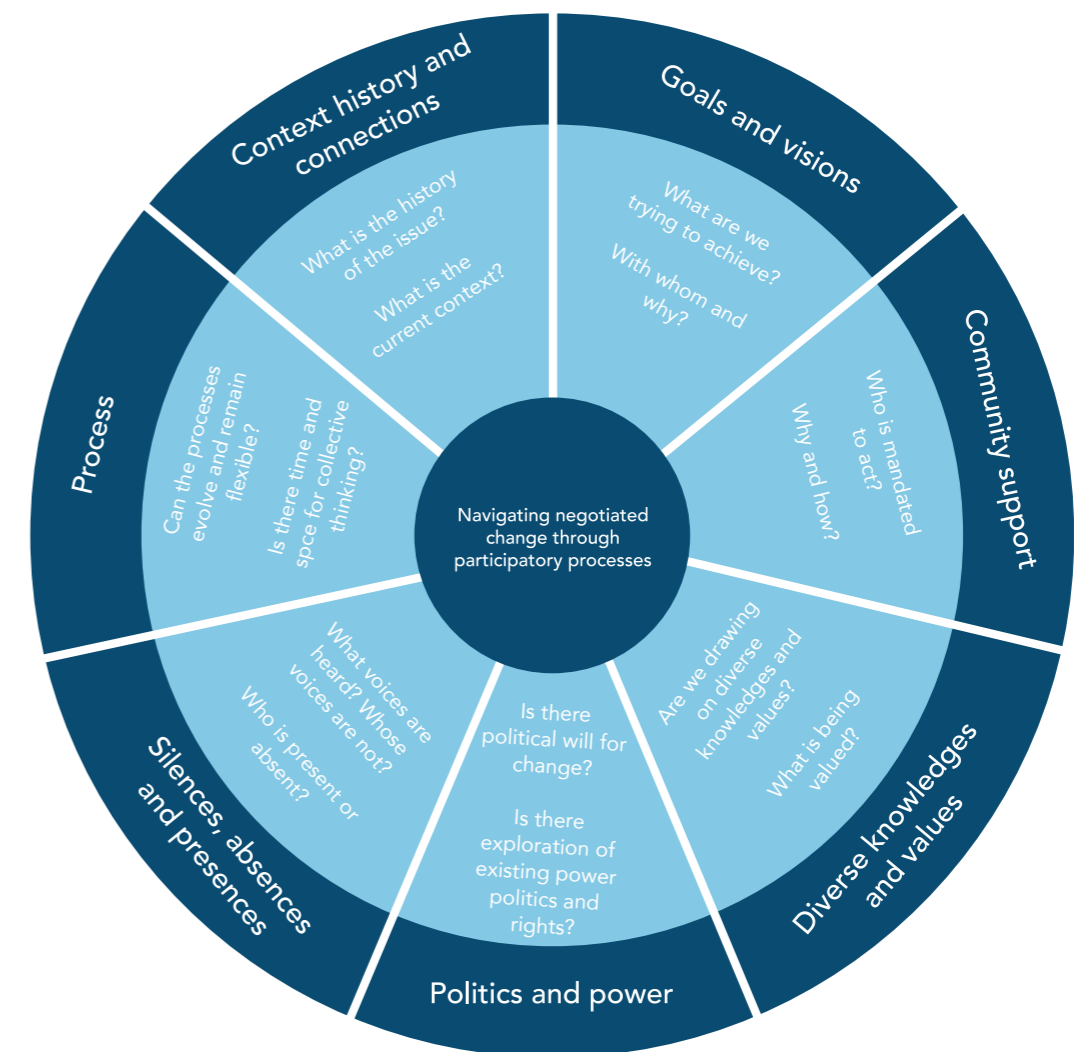 Context history and
connections
What is the history
of the issue?
What is the
current context?
Goals and visions
What are we
trying to achieve?
With whom and
why?
Community support
Who is mandated
to act?
Why and how?
Diverse knowledges
and values
Are we drawing
on diverse
knowledges and
values?
What is being
valued?
Politics and power
Is there
political will for
change?
Is there
exploration of
existing power
politics and
rights?
Silences, absences
and presences
What voices are
heard? Whose
voices are not?
Who is present or
absent?
Process
Can the processes
evolve and remain
flexible?
Is there time and
spce for collective
thinking?
Navigating negotiated
change through
participatory processes